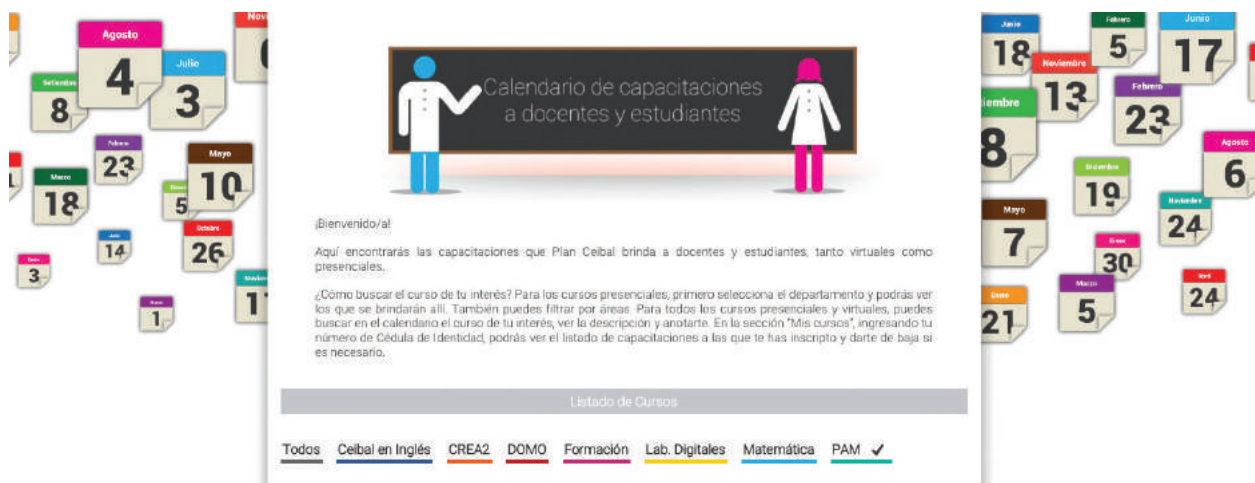 Agosto
4
Julio
3
Setiembre
8
Febrero
23
Mayo
10
Marzo
18
5
Octubre
26
14
3
1
Calendario de capacitaciones
a docentes y estudiantes
¡Bienvenido/a!
Aquí encontrarás las capacitaciones que Plan Ceibal brinda a docentes y estudiantes, tanto virtuales como
presenciales.
¿Cómo buscar el curso de tu interés? Para los cursos presenciales, primero selecciona el departamento y podrás ver
los que se brindarán allí. También puedes filtrar por áreas. Para todos los cursos presenciales y virtuales, puedes
buscar en el calendario el curso de tu interés, ver la descripción y anotarte. En la sección "Mis cursos", ingresando tu
número de Cédula de Identidad, podrás ver el listado de capacitaciones a las que te has inscripto y darte de baja si
es necesario.
Listado de Cursos
Todos Ceibal en Inglés CREA2 DOMO Formación Lab. Digitales Matemática PAM ✓
Junio
18
Febrero
5
Junio
17
Noviembre
13
Febrero
23
iembre
8
Agosto
6
Diciembre
19
Noviembre
24
Mayo
7
Enero
30
Marzo
5
Abril
24
Enero
21